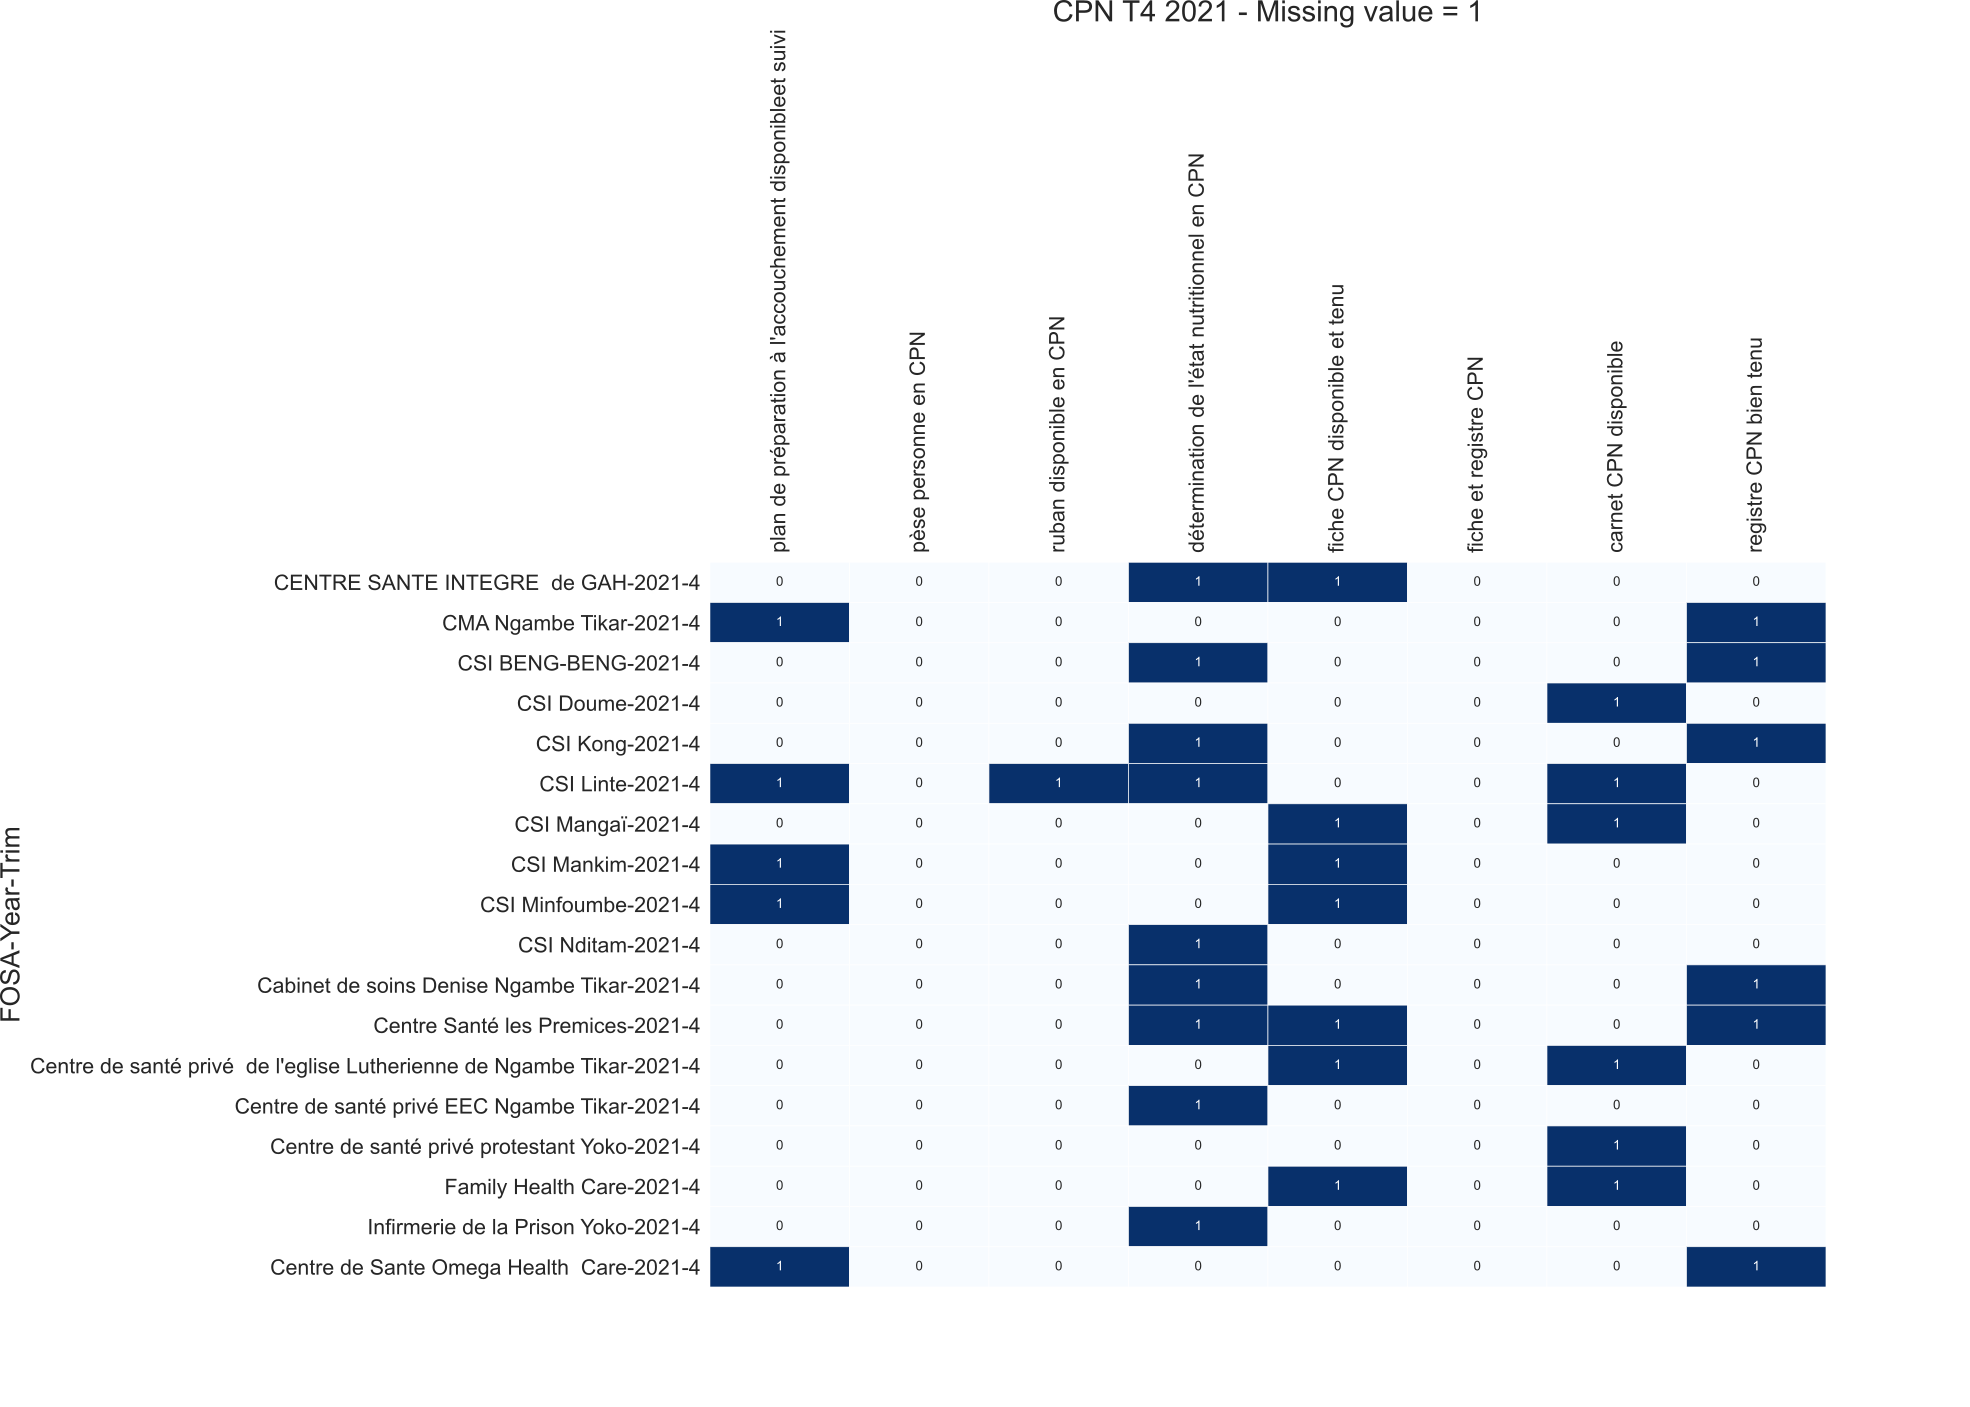 CPN T4 2021 - Missing value = 1
plan de préparation à l'accouchement disponibleet suivi
pèse personne en CPN
ruban disponible en CPN
détermination de l'état nutritionnel en CPN
fiche CPN disponible et tenu
fiche et registre CPN
carnet CPN disponible
registre CPN bien tenu
FOSA-Year-Trim
CENTRE SANTE INTEGRE  de GAH-2021-4 0 0 0 1 1 0 0 0
CMA Ngambe Tikar-2021-4 1 0 0 0 0 0 0 1
CSI BENG-BENG-2021-4 0 0 0 1 0 0 0 1
CSI Doume-2021-4 0 0 0 0 0 0 1 0
CSI Kong-2021-4 0 0 0 1 0 0 0 1
CSI Linte-2021-4 1 0 1 1 0 0 1 0
CSI Mangaï-2021-4 0 0 0 0 1 0 1 0
CSI Mankim-2021-4 1 0 0 0 1 0 0 0
CSI Minfoumbe-2021-4 1 0 0 0 1 0 0 0
CSI Nditam-2021-4 0 0 0 1 0 0 0 0
Cabinet de soins Denise Ngambe Tikar-2021-4 0 0 0 1 0 0 0 1
Centre Santé les Premices-2021-4 0 0 0 1 1 0 0 1
Centre de santé privé  de l'eglise Lutherienne de Ngambe Tikar-2021-4 0 0 0 0 1 0 1 0
Centre de santé privé EEC Ngambe Tikar-2021-4 0 0 0 1 0 0 0 0
Centre de santé privé protestant Yoko-2021-4 0 0 0 0 0 0 1 0
Family Health Care-2021-4 0 0 0 0 1 0 1 0
Infirmerie de la Prison Yoko-2021-4 0 0 0 1 0 0 0 0
Centre de Sante Omega Health  Care-2021-4 1 0 0 0 0 0 0 1